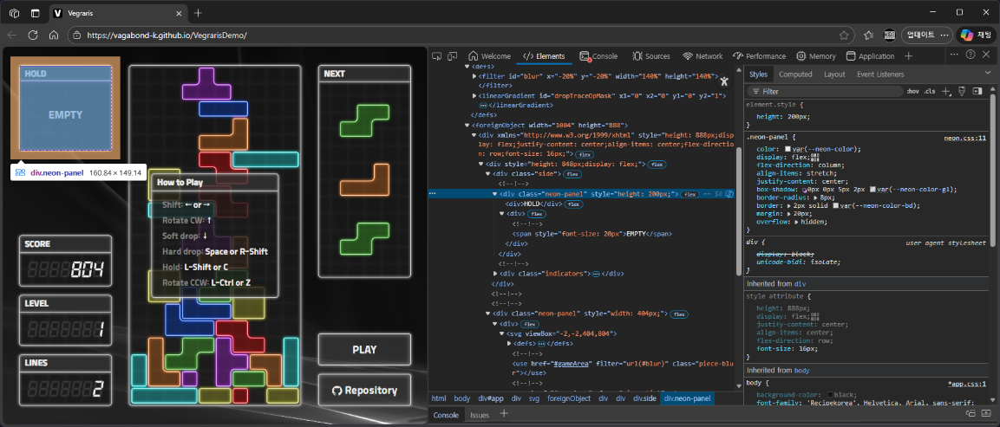 Vegraris
https://vagabond-k.github.io/VegrarisDemo/
업데이트
채팅
HOLD
EMPTY
div.neon-panel 160.84 × 149.14
SCORE
804
LEVEL
1
LINES
2
How to Play
Shift: ← or →
Rotate CW: ↑
Soft drop: ↓
Hard drop: Space or R-Shift
Hold: L-Shift or C
Rotate CCW: L-Ctrl or Z
NEXT
PLAY
Repository
Welcome
Elements
Console
Sources
Network
Performance
Memory
Application
<defs>
<filter id="blur" x="-20%" y="-20%" width="140%" height="140%">
</filter>
<linearGradient id="dropTraceOpMask" x1="0" x2="0" y1="0" y2="1">
</linearGradient>
</defs>
<foreignObject width="1004" height="888">
<div xmlns="http://www.w3.org/1999/xhtml" style="height: 888px;disp
lay: flex;justify-content: center;align-items: center;flex-directi
on: row;font-size: 16px;"> flex
<div style="height: 848px;display: flex;"> flex
<div class="side"> flex
<!---->
<div class="neon-panel" style="height: 200px;"> flex == $0
<div>HOLD</div> flex
<div> flex
<!---->
<span style="font-size: 20px">EMPTY</span>
</div>
</div>
<!---->
<div class="indicators"> </div> flex
</div>
<!---->
<!---->
<div class="neon-panel" style="width: 404px;"> flex
<div> flex
<svg viewBox="-2,-2,404,804">
<defs> </defs>
<!---->
<use href="#gameArea" filter="url(#blur)" class="piece-blu
r"></use>
<!---->
html body div#app div svg foreignObject div div div.side div.neon-panel
Console
Issues
Styles Computed Layout Event Listeners
Filter
:hov .cls
element.style {
height: 200px;
}
.neon-panel { neon.css:11
color: var(--neon-color);
display: flex;
flex-direction: column;
align-items: stretch;
justify-content: center;
box-shadow: 0px 0px 5px 2px var(--neon-color-g1);
border-radius: 8px;
border: 2px solid var(--neon-color-bd);
margin: 20px;
overflow: hidden;
}
div { user agent stylesheet
display: block;
unicode-bidi: isolate;
}
Inherited from div
style attribute {
height: 888px;
display: flex;
justify-content: center;
align-items: center;
flex-direction: row;
font-size: 16px;
}
Inherited from body
body { *app.css:1
background-color: black;
font-family: 'Recipekorea', Helvetica, Arial, sans-serif;